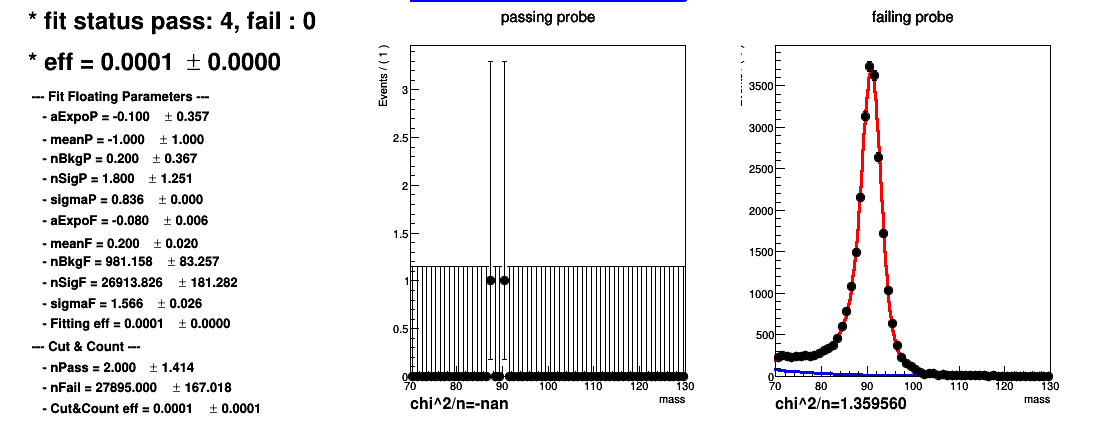 * fit status pass: 4, fail : 0
* eff = 0.0001 ± 0.0000
--- Fit Floating Parameters ---
- aExpoP = -0.100 ± 0.357
- meanP = -1.000 ± 1.000
- nBkgP = 0.200 ± 0.367
- nSigP = 1.800 ± 1.251
- sigmaP = 0.836 ± 0.000
- aExpoF = -0.080 ± 0.006
- meanF = 0.200 ± 0.020
- nBkgF = 981.158 ± 83.257
- nSigF = 26913.826 ± 181.282
- sigmaF = 1.566 ± 0.026
- Fitting eff = 0.0001 ± 0.0000
--- Cut & Count ---
- nPass = 2.000 ± 1.414
- nFail = 27895.000 ± 167.018
- Cut&Count eff = 0.0001 ± 0.0001
passing probe
Events / ( 1 )
3
2.5
2
1.5
1
0.5
0
70 80 90 100 110 120 130
mass
chi^2/n=-nan
failing probe
3500
3000
2500
2000
1500
1000
500
0
70 80 90 100 110 120 130
mass
chi^2/n=1.359560